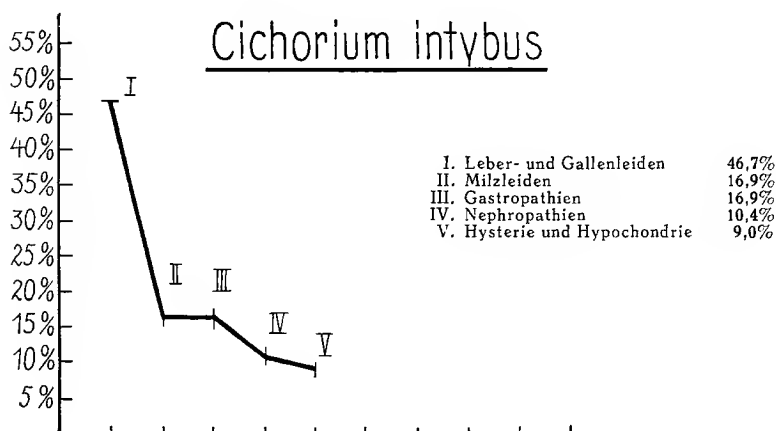 Cichorium intybus
55%
50%
45%
40%
35%
30%
25%
20%
15%
10%
5%
I
II
III
IV
V
I. Leber- und Gallenleiden 46,7%
II. Milzleiden 16,9%
III. Gastropathien 16,9%
IV. Nephropathien 10,4%
V. Hysterie und Hypochondrie 9,0%